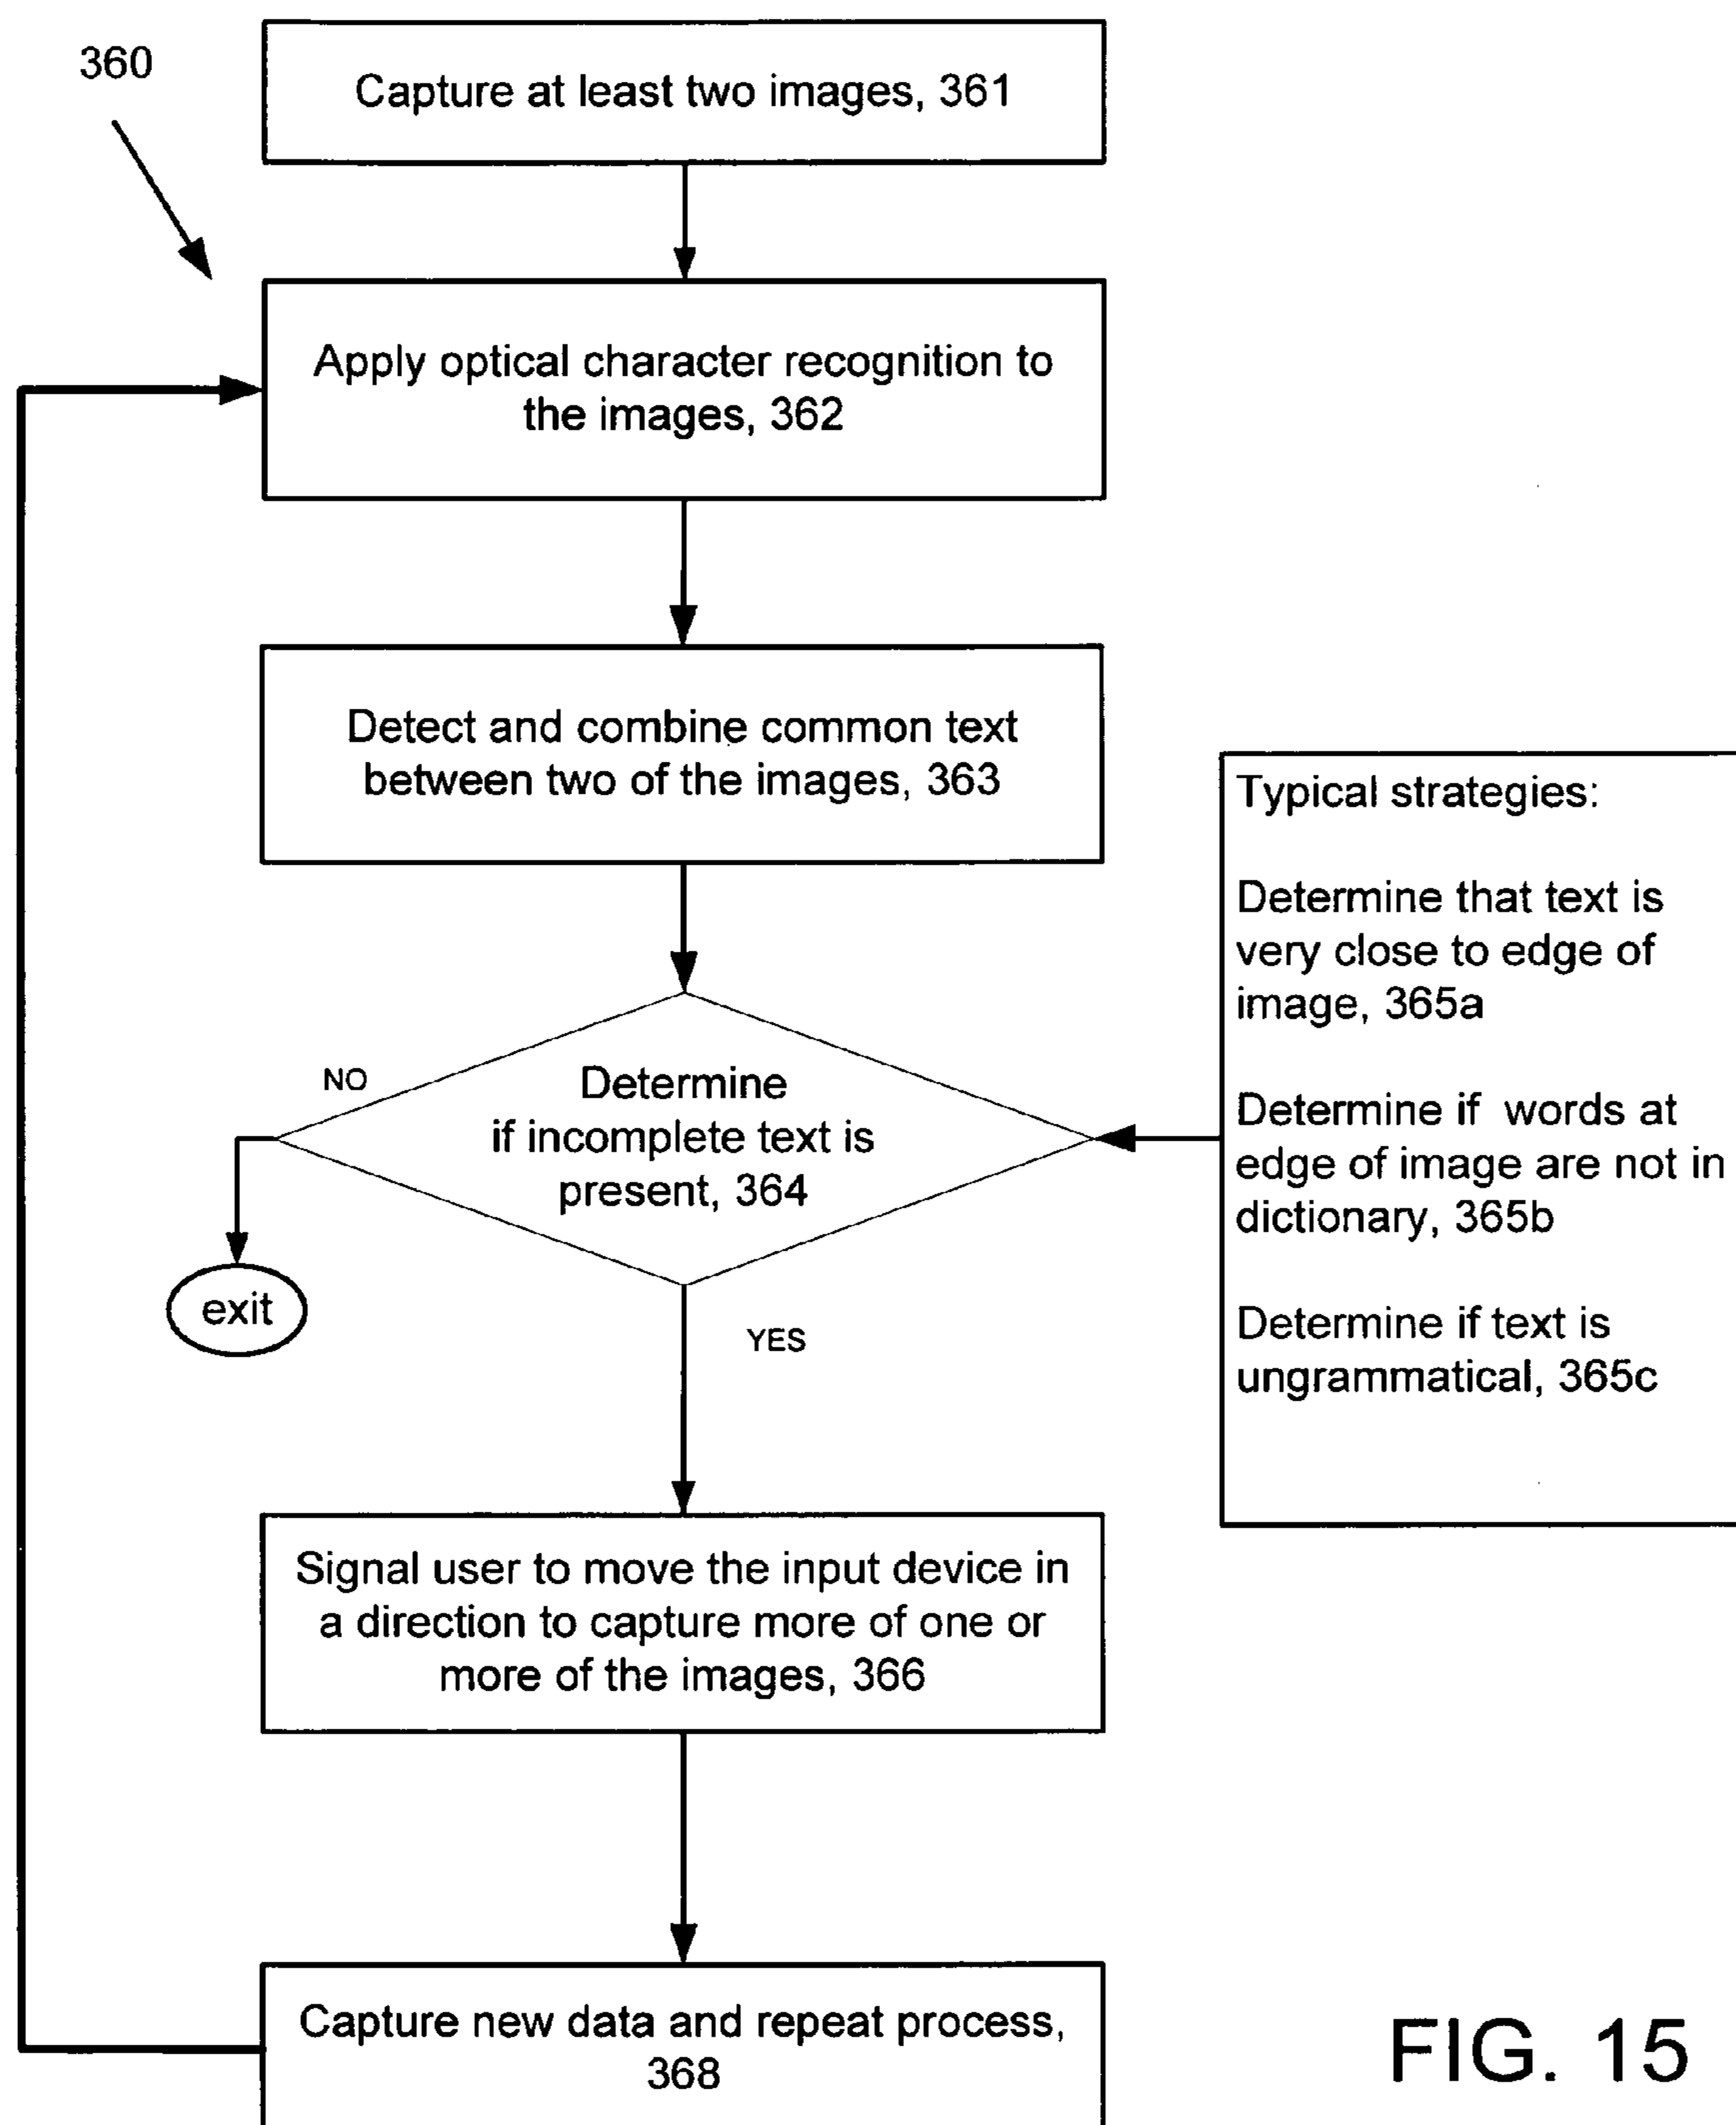 360
Capture at least two images, 361
Apply optical character recognition to
the images, 362
Detect and combine common text
between two of the images, 363
Typical strategies:
Determine that text is
very close to edge of
image, 365a
Determine if words at
edge of image are not in
dictionary, 365b
Determine if text is
ungrammatical, 365c
NO
Determine
if incomplete text is
present, 364
exit
YES
Signal user to move the input device in
a direction to capture more of one or
more of the images, 366
Capture new data and repeat process,
368
FIG. 15